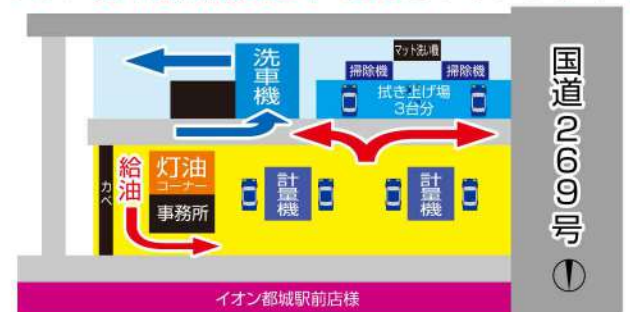 洗車機
マット洗い機
掃除機
掃除機
拭き上げ場
3台分
国道269号
カベ
給油
灯油
コーナー
事務所
計量機
計量機
イオン都城駅前店様